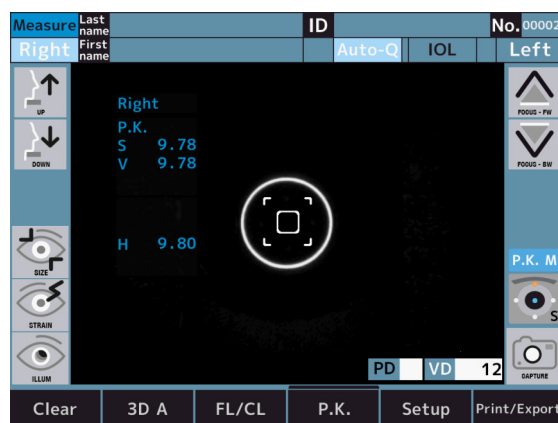 Measure Last name ID No. 00002
Right First name Auto-Q IOL Left
UP
DOWN
SIZE
STRAIN
ILLUM
Right
P.K.
S 9.78
V 9.78
H 9.80
FOCUS - FW
FOCUS - BW
P.K. M
S
CAPTURE
PD VD 12
Clear 3D A FL/CL P.K. Setup Print/Export